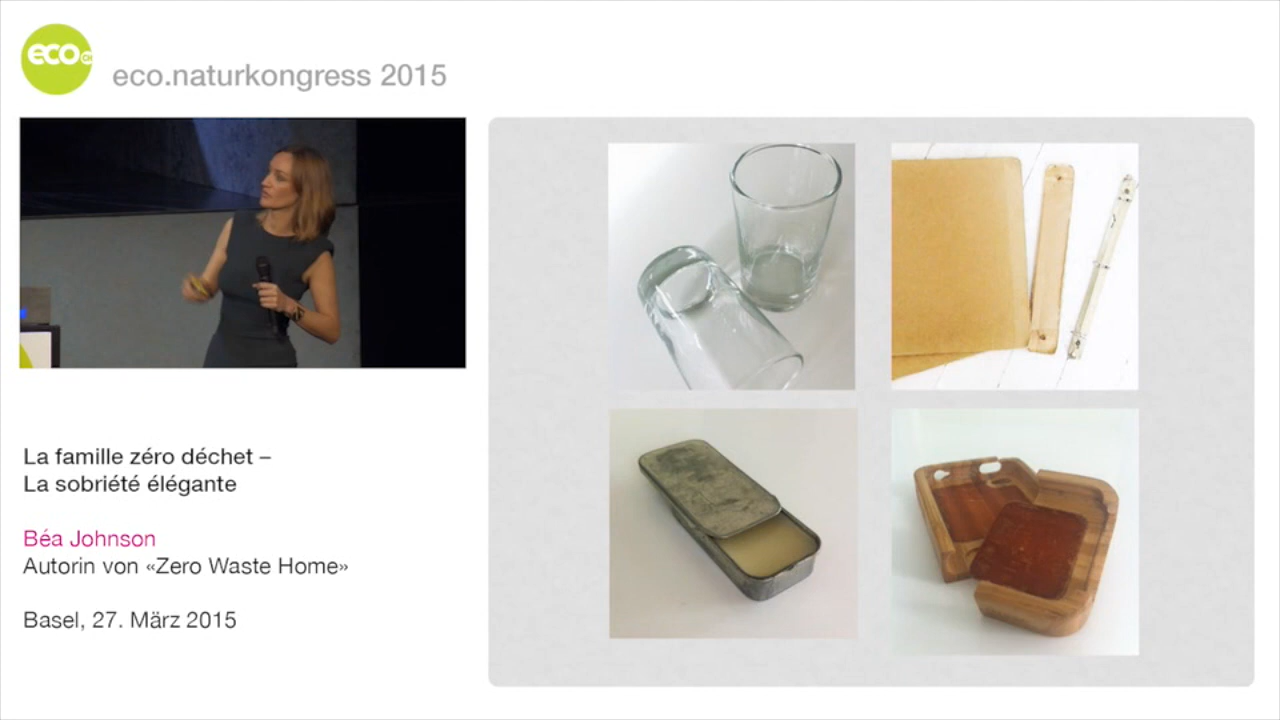 eco.ch
eco.naturkongress 2015
La famille zéro déchet –
La sobriété élégante
Béa Johnson
Autorin von «Zero Waste Home»
Basel, 27. März 2015